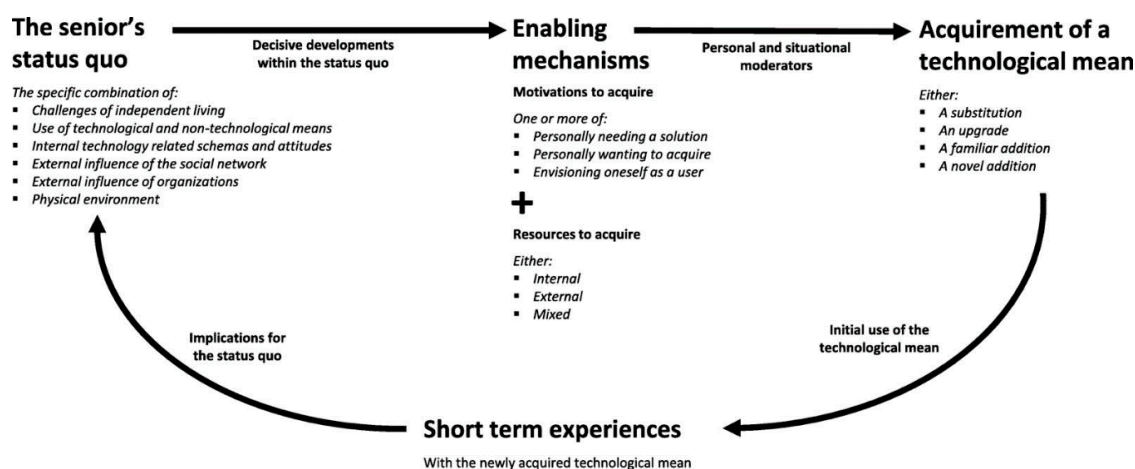 The senior's
status quo
The specific combination of:
▪ Challenges of independent living
▪ Use of technological and non-technological means
▪ Internal technology related schemas and attitudes
▪ External influence of the social network
▪ External influence of organizations
▪ Physical environment
Decisive developments
within the status quo
Enabling
mechanisms
Motivations to acquire
One or more of:
▪ Personally needing a solution
▪ Personally wanting to acquire
▪ Envisioning oneself as a user
+
Resources to acquire
Either:
▪ Internal
▪ External
▪ Mixed
Personal and situational
moderators
Acquirement of a
technological mean
Either:
▪ A substitution
▪ An upgrade
▪ A familiar addition
▪ A novel addition
Initial use of the
technological mean
Short term experiences
With the newly acquired technological mean
Implications for
the status quo